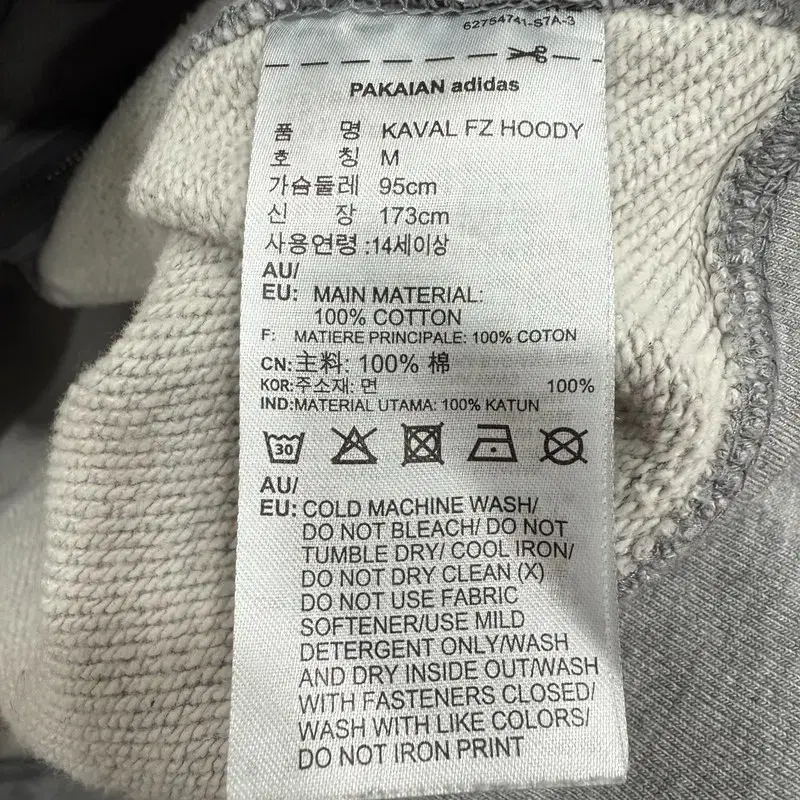 62754741-S7A-3
PAKAIAN adidas
품 명 KAVAL FZ HOODY
호 칭 M
가슴둘레 95cm
신 장 173cm
사용연령 :14세이상
AU/
EU: MAIN MATERIAL:
100% COTTON
F: MATIERE PRINCIPALE: 100% COTON
CN:主料: 100% 棉
KOR:주소재: 면 100%
IND:MATERIAL UTAMA: 100% KATUN
30
AU/
EU: COLD MACHINE WASH/
DO NOT BLEACH/ DO NOT
TUMBLE DRY/ COOL IRON/
DO NOT DRY CLEAN (X)
DO NOT USE FABRIC
SOFTENER/USE MILD
DETERGENT ONLY/WASH
AND DRY INSIDE OUT/WASH
WITH FASTENERS CLOSED/
WASH WITH LIKE COLORS/
DO NOT IRON PRINT